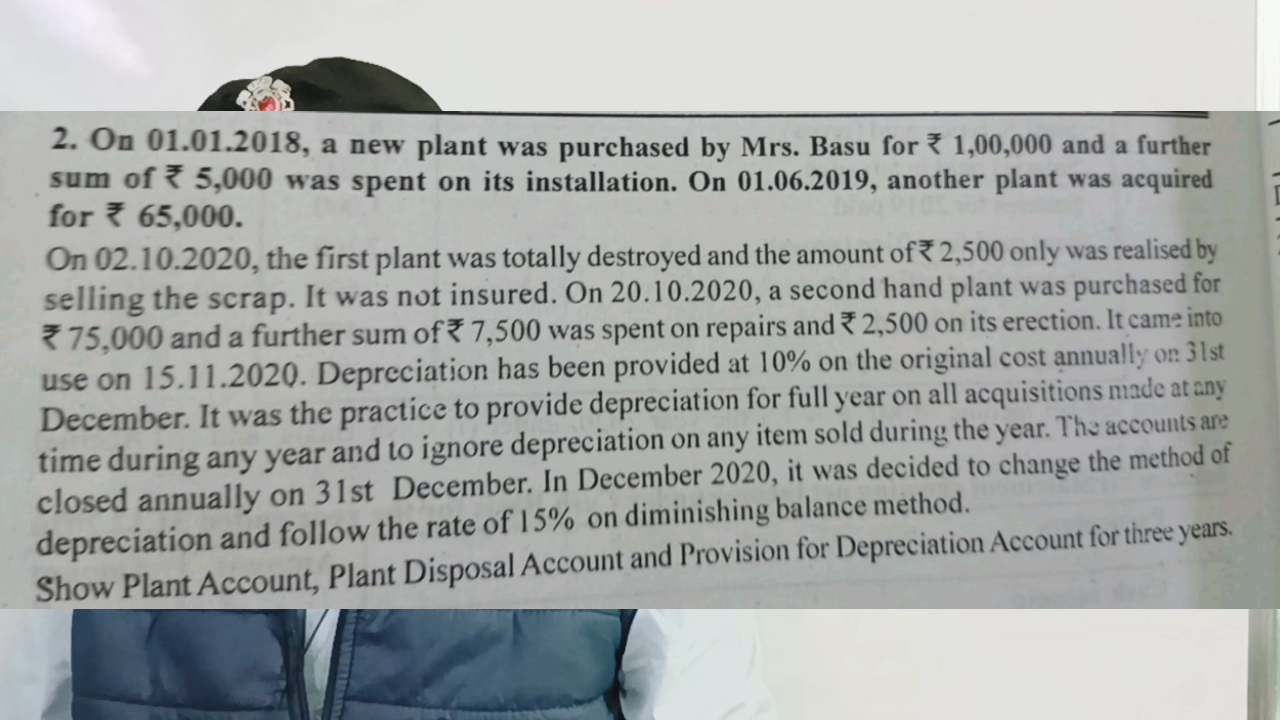 2. On 01.01.2018, a new plant was purchased by Mrs. Basu for ₹ 1,00,000 and a further
sum of ₹ 5,000 was spent on its installation. On 01.06.2019, another plant was acquired
for ₹ 65,000.
On 02.10.2020, the first plant was totally destroyed and the amount of ₹ 2,500 only was realised by
selling the scrap. It was not insured. On 20.10.2020, a second hand plant was purchased for
₹ 75,000 and a further sum of ₹ 7,500 was spent on repairs and ₹ 2,500 on its erection. It came into
use on 15.11.2020. Depreciation has been provided at 10% on the original cost annually on 31st
December. It was the practice to provide depreciation for full year on all acquisitions made at any
time during any year and to ignore depreciation on any item sold during the year. The accounts are
closed annually on 31st December. In December 2020, it was decided to change the method of
depreciation and follow the rate of 15% on diminishing balance method.
Show Plant Account, Plant Disposal Account and Provision for Depreciation Account for three years.